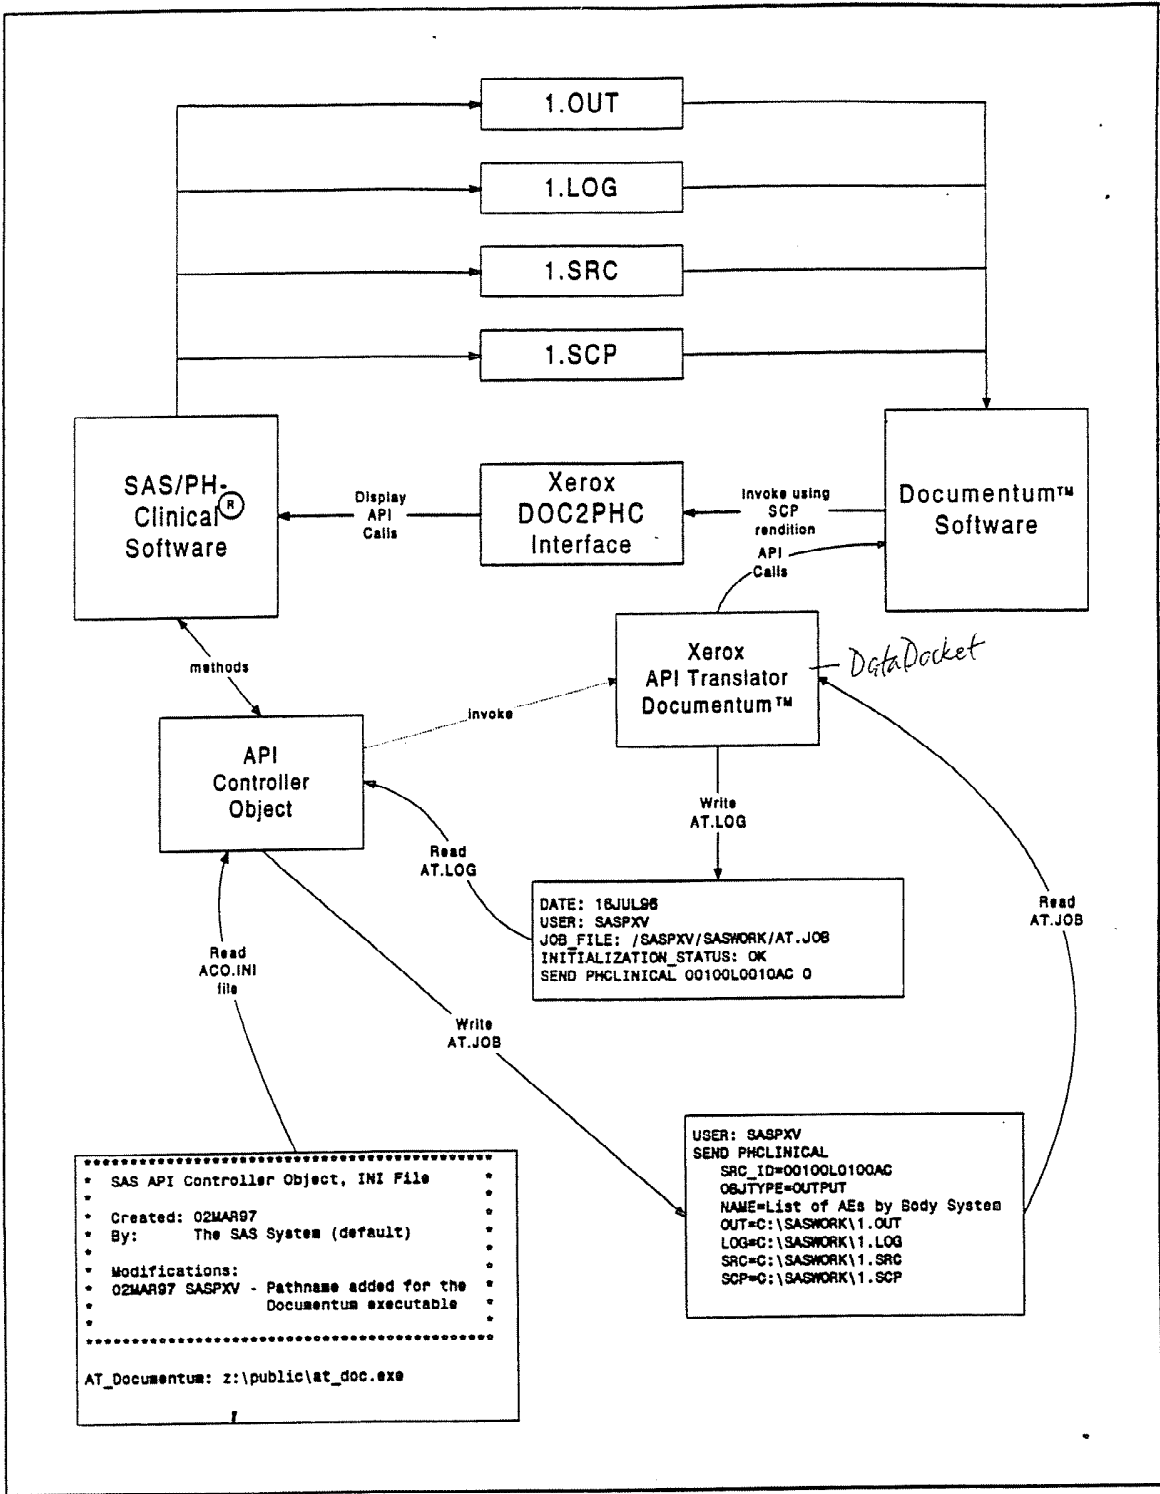 1.OUT
1.LOG
1.SRC
1.SCP
SAS/PH-
Clinical®
Software
Display
API
Calls
Xerox
DOC2PHC
Interface
Invoke using
SCP
rendition
Documentum™
Software
API
Calls
methods
Xerox
API Translator
Documentum™
DataDocket
invoke
API
Controller
Object
Write
AT.LOG
Read
AT.LOG
Read
AT.JOB
DATE: 16JUL96
USER: SASPXV
JOB_FILE: /SASPXV/SASWORK/AT.JOB
INITIALIZATION_STATUS: OK
SEND PHCLINICAL 00100L0010AC 0
Read
ACO.INI
file
Write
AT.JOB
USER: SASPXV
SEND PHCLINICAL
SRC_ID=00100L0100AC
OBJTYPE=OUTPUT
NAME=List of AEs by Body System
OUT=C:\SASWORK\1.OUT
LOG=C:\SASWORK\1.LOG
SRC=C:\SASWORK\1.SRC
SCP=C:\SASWORK\1.SCP
*********************************************
* SAS API Controller Object, INI File *
* *
* Created: 02MAR97 *
* By: The SAS System (default) *
* *
* Modifications: *
* 02MAR97 SASPXV - Pathname added for the *
* Documentum executable *
* *
*********************************************
AT_Documentum: z:\public\at_doc.exe